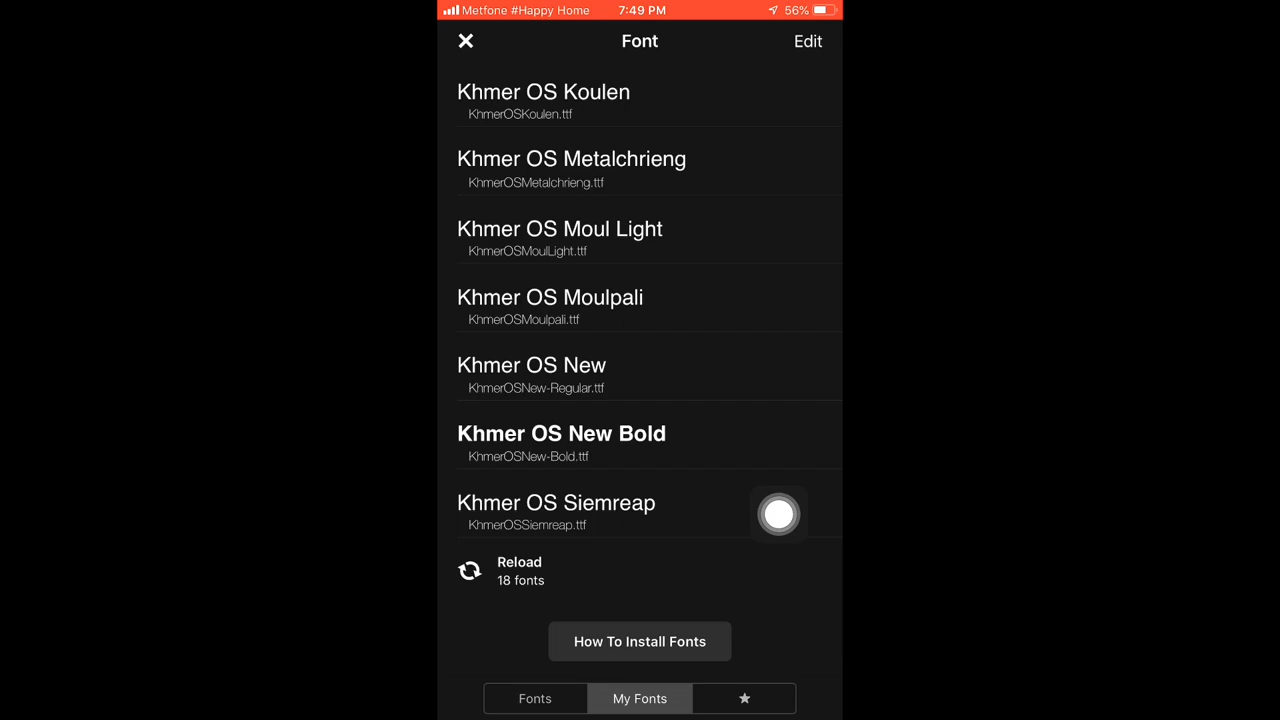 Metfone #Happy Home 7:49 PM 56%
Font Edit
Khmer OS Koulen
KhmerOSKoulen.ttf
Khmer OS Metalchrieng
KhmerOSMetalchrieng.ttf
Khmer OS Moul Light
KhmerOSMoulLight.ttf
Khmer OS Moulpali
KhmerOSMoulpali.ttf
Khmer OS New
KhmerOSNew-Regular.ttf
Khmer OS New Bold
KhmerOSNew-Bold.ttf
Khmer OS Siemreap
KhmerOSSiemreap.ttf
Reload
18 fonts
How To Install Fonts
Fonts My Fonts